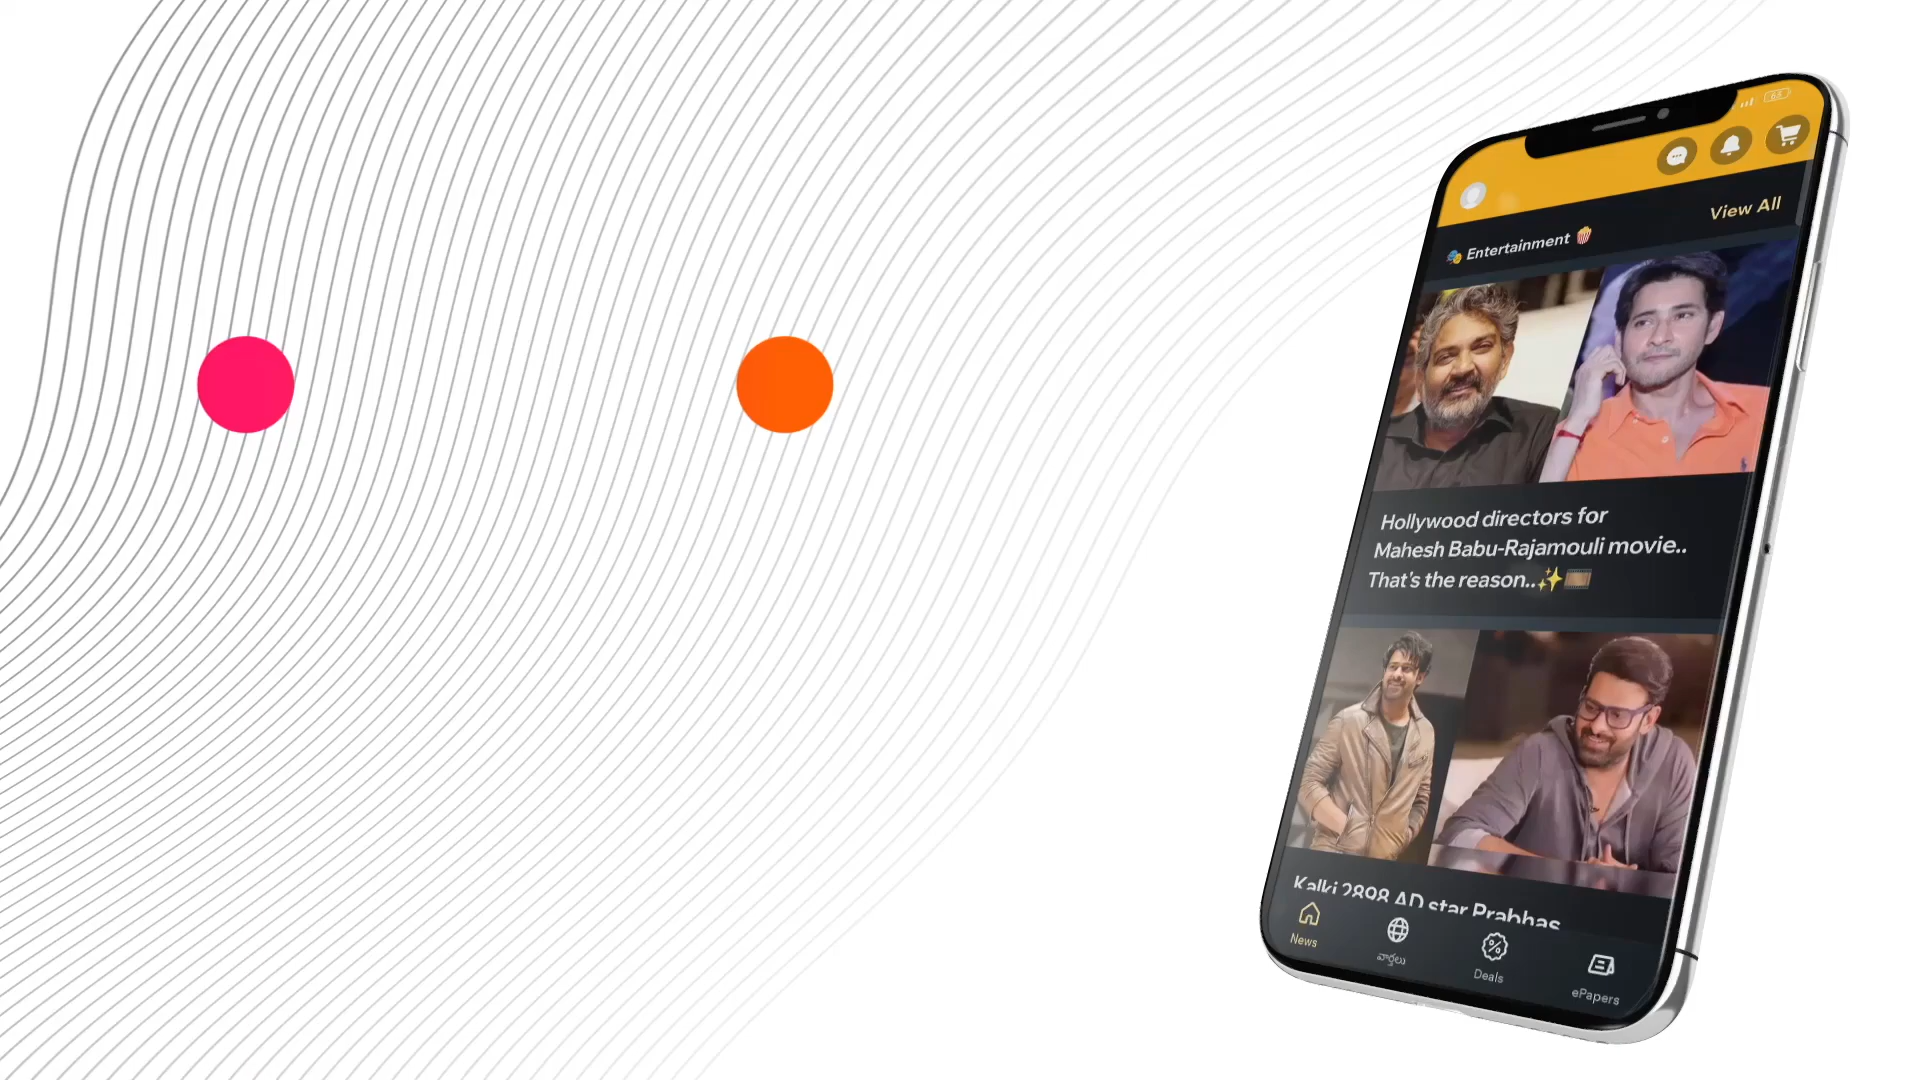 65
View All
🎭 Entertainment 🍿
Hollywood directors for
Mahesh Babu-Rajamouli movie..
That's the reason..✨🎞️
Kalki 2898 AD star Prabhas
News
వార్తలు
Deals
ePapers